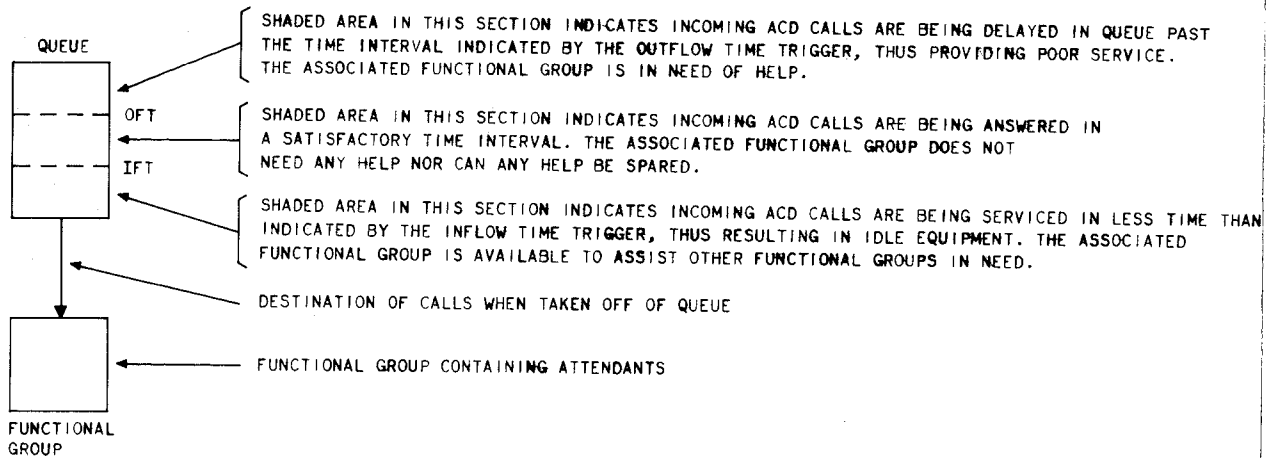 QUEUE
SHADED AREA IN THIS SECTION INDICATES INCOMING ACD CALLS ARE BEING DELAYED IN QUEUE PAST
THE TIME INTERVAL INDICATED BY THE OUTFLOW TIME TRIGGER, THUS PROVIDING POOR SERVICE.
THE ASSOCIATED FUNCTIONAL GROUP IS IN NEED OF HELP.
OFT
SHADED AREA IN THIS SECTION INDICATES INCOMING ACD CALLS ARE BEING ANSWERED IN
A SATISFACTORY TIME INTERVAL. THE ASSOCIATED FUNCTIONAL GROUP DOES NOT
NEED ANY HELP NOR CAN ANY HELP BE SPARED.
IFT
SHADED AREA IN THIS SECTION INDICATES INCOMING ACD CALLS ARE BEING SERVICED IN LESS TIME THAN
INDICATED BY THE INFLOW TIME TRIGGER, THUS RESULTING IN IDLE EQUIPMENT. THE ASSOCIATED
FUNCTIONAL GROUP IS AVAILABLE TO ASSIST OTHER FUNCTIONAL GROUPS IN NEED.
DESTINATION OF CALLS WHEN TAKEN OFF OF QUEUE
FUNCTIONAL GROUP CONTAINING ATTENDANTS
FUNCTIONAL
GROUP